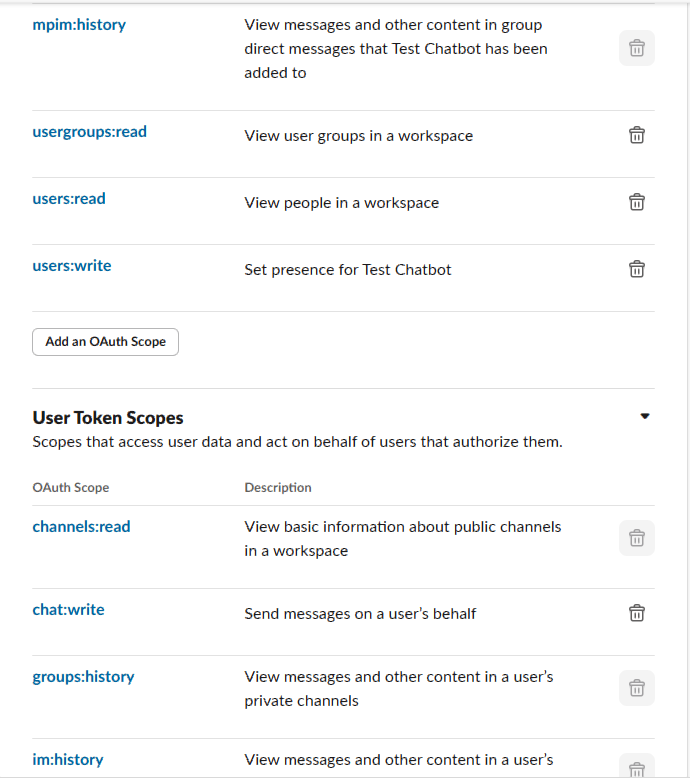 mpim:history
View messages and other content in group
direct messages that Test Chatbot has been
added to
usergroups:read
View user groups in a workspace
users:read
View people in a workspace
users:write
Set presence for Test Chatbot
Add an OAuth Scope
User Token Scopes
Scopes that access user data and act on behalf of users that authorize them.
OAuth Scope
Description
channels:read
View basic information about public channels
in a workspace
chat:write
Send messages on a user’s behalf
groups:history
View messages and other content in a user’s
private channels
im:history
View messages and other content in a user’s